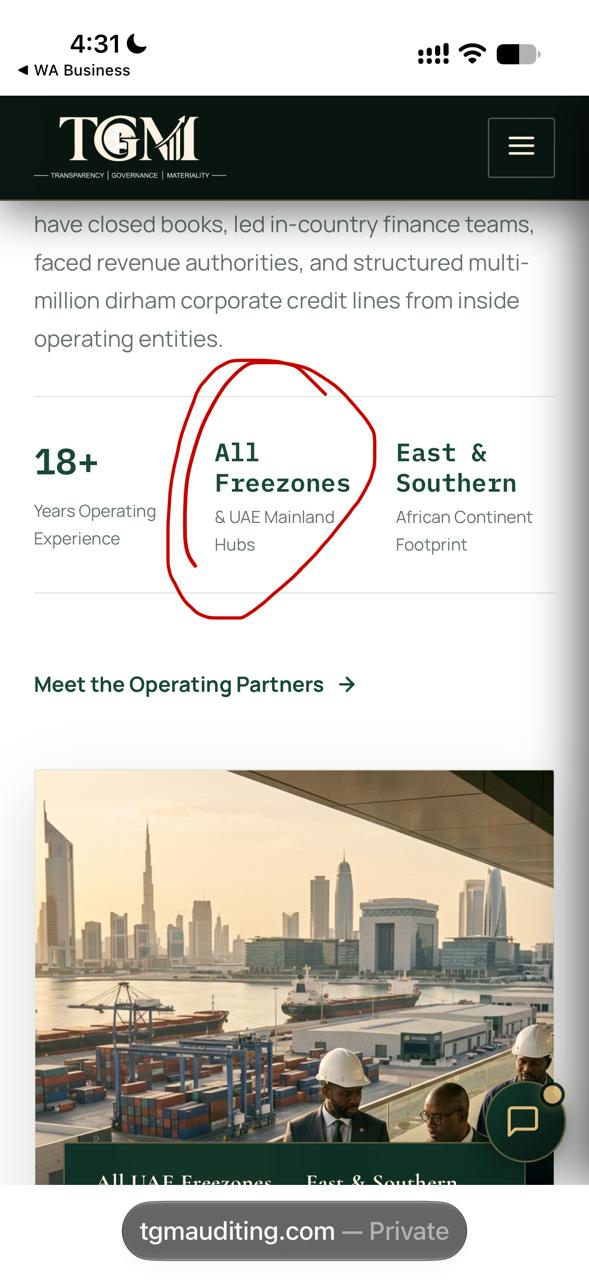 4:31
◀ WA Business
TGM
TRANSPARENCY | GOVERNANCE | MATERIALITY
have closed books, led in-country finance teams,
faced revenue authorities, and structured multi-
million dirham corporate credit lines from inside
operating entities.
18+
Years Operating
Experience
All
Freezones
& UAE Mainland
Hubs
East &
Southern
African Continent
Footprint
Meet the Operating Partners →
All UAE Freezones
East & Southern
tgmauditing.com — Private